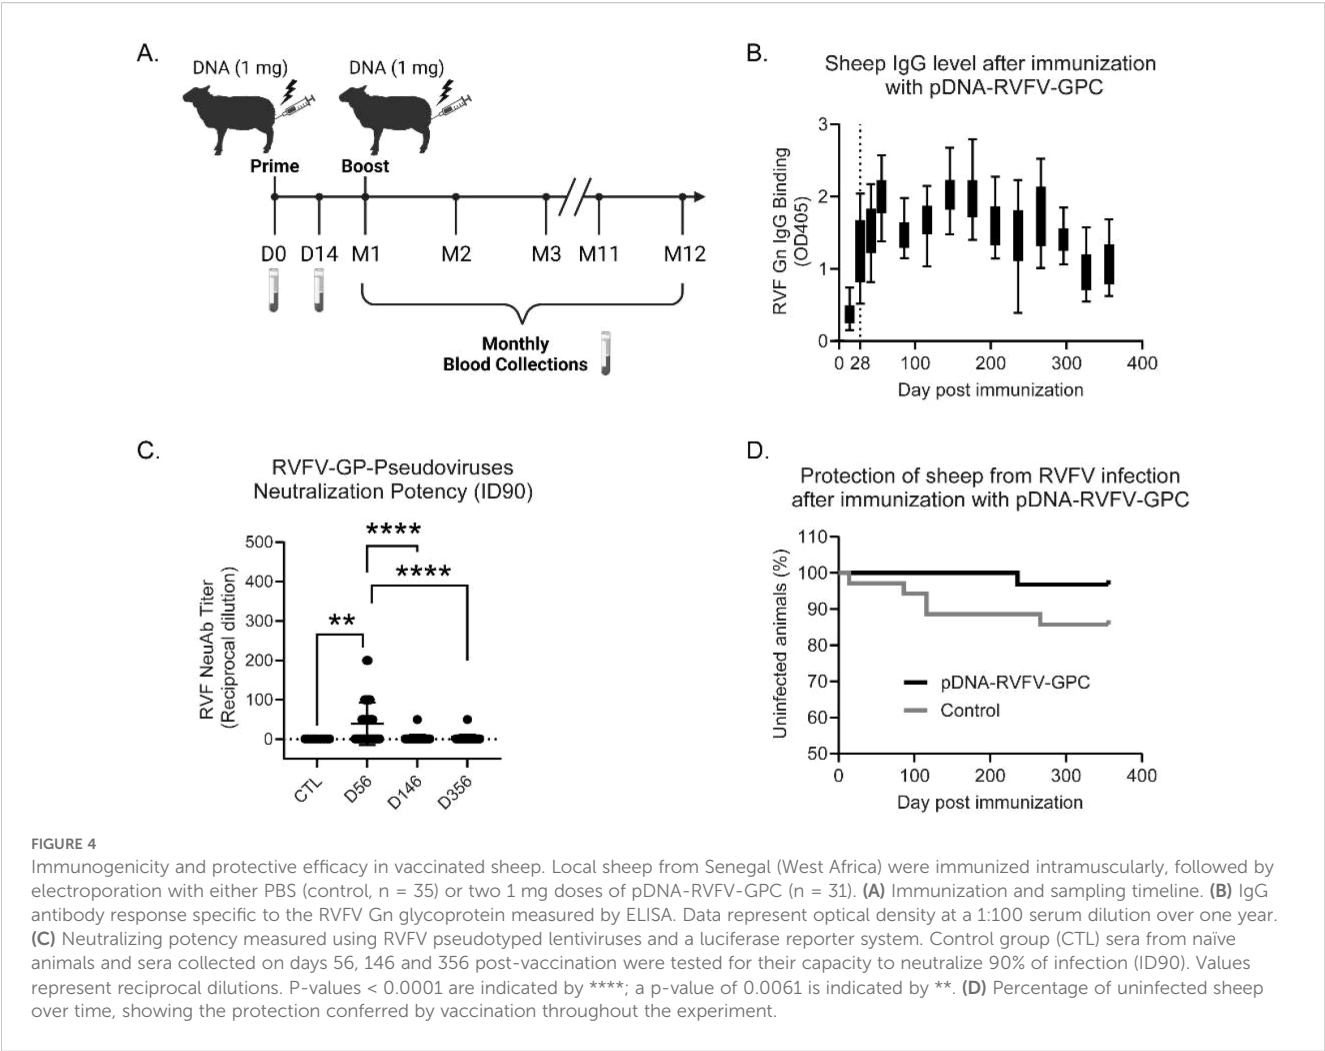 A.
DNA (1 mg)
DNA (1 mg)
Prime
Boost
D0 D14 M1 M2 M3 M11 M12
Monthly
Blood Collections
B.
Sheep IgG level after immunization
with pDNA-RVFV-GPC
RVF Gn IgG Binding
(OD405)
3
2
1
0
0 28 100 200 300 400
Day post immunization
C.
RVFV-GP-Pseudoviruses
Neutralization Potency (ID90)
RVF NeuAb Titer
(Reciprocal dilution)
500
400
300
200
100
0
****
****
**
CTL D56 D146 D356
D.
Protection of sheep from RVFV infection
after immunization with pDNA-RVFV-GPC
Uninfected animals (%)
110
100
90
80
70
60
50
pDNA-RVFV-GPC
Control
0 100 200 300 400
Day post immunization
FIGURE 4
Immunogenicity and protective efficacy in vaccinated sheep. Local sheep from Senegal (West Africa) were immunized intramuscularly, followed by
electroporation with either PBS (control, n = 35) or two 1 mg doses of pDNA-RVFV-GPC (n = 31). (A) Immunization and sampling timeline. (B) IgG
antibody response specific to the RVFV Gn glycoprotein measured by ELISA. Data represent optical density at a 1:100 serum dilution over one year.
(C) Neutralizing potency measured using RVFV pseudotyped lentiviruses and a luciferase reporter system. Control group (CTL) sera from naïve
animals and sera collected on days 56, 146 and 356 post-vaccination were tested for their capacity to neutralize 90% of infection (ID90). Values
represent reciprocal dilutions. P-values < 0.0001 are indicated by ****; a p-value of 0.0061 is indicated by **. (D) Percentage of uninfected sheep
over time, showing the protection conferred by vaccination throughout the experiment.